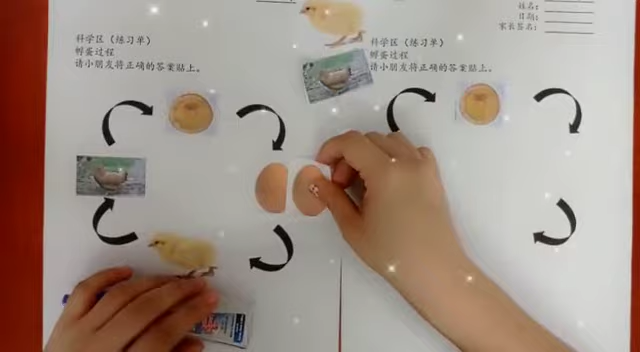 科学区（练习单）
孵蛋过程
请小朋友将正确的答案贴上。
姓名：
日期：
家长签名：
科学区（练习单）
孵蛋过程
请小朋友将正确的答案贴上。